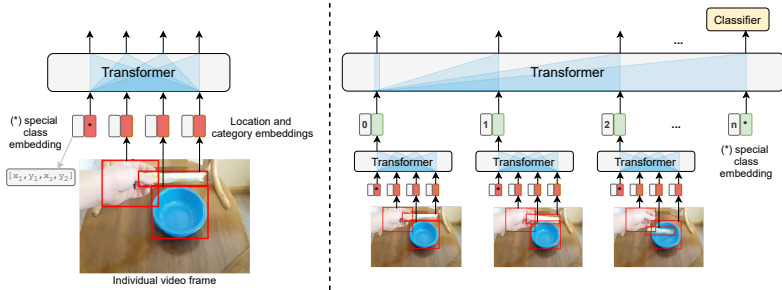 Transformer
(*) special
class
embedding
*
Location and
category embeddings
[x₁,y₁,x₂,y₂]
Individual video frame
Classifier
...
Transformer
0
1
2
...
n *
(*) special
class
embedding
Transformer
Transformer
Transformer
*
*
*